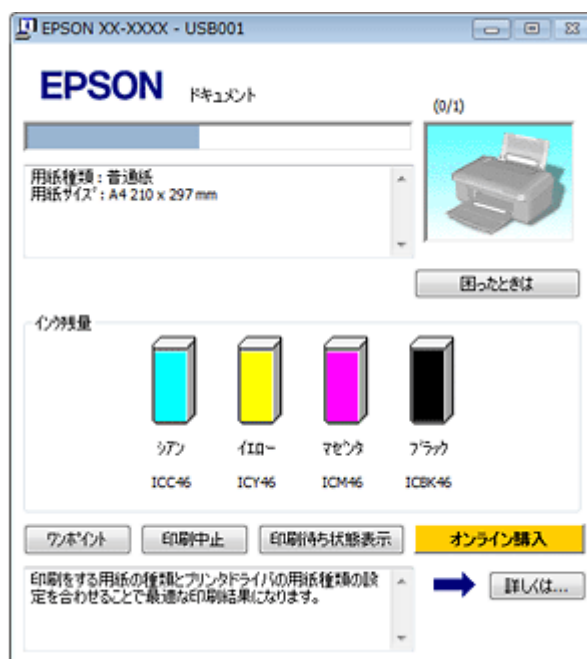 EPSON XX-XXXX - USB001
EPSON ドキュメント
(0/1)
用紙種類 : 普通紙
用紙サイズ : A4 210 x 297 mm
困ったときは
インク残量
シアン イエロー マゼンタ ブラック
ICC46 ICY46 ICM46 ICBK46
ワンポイント 印刷中止 印刷待ち状態表示 オンライン購入
印刷をする用紙の種類とプリンタドライバの用紙種類の設
定を合わせることで最適な印刷結果になります。
詳しくは...